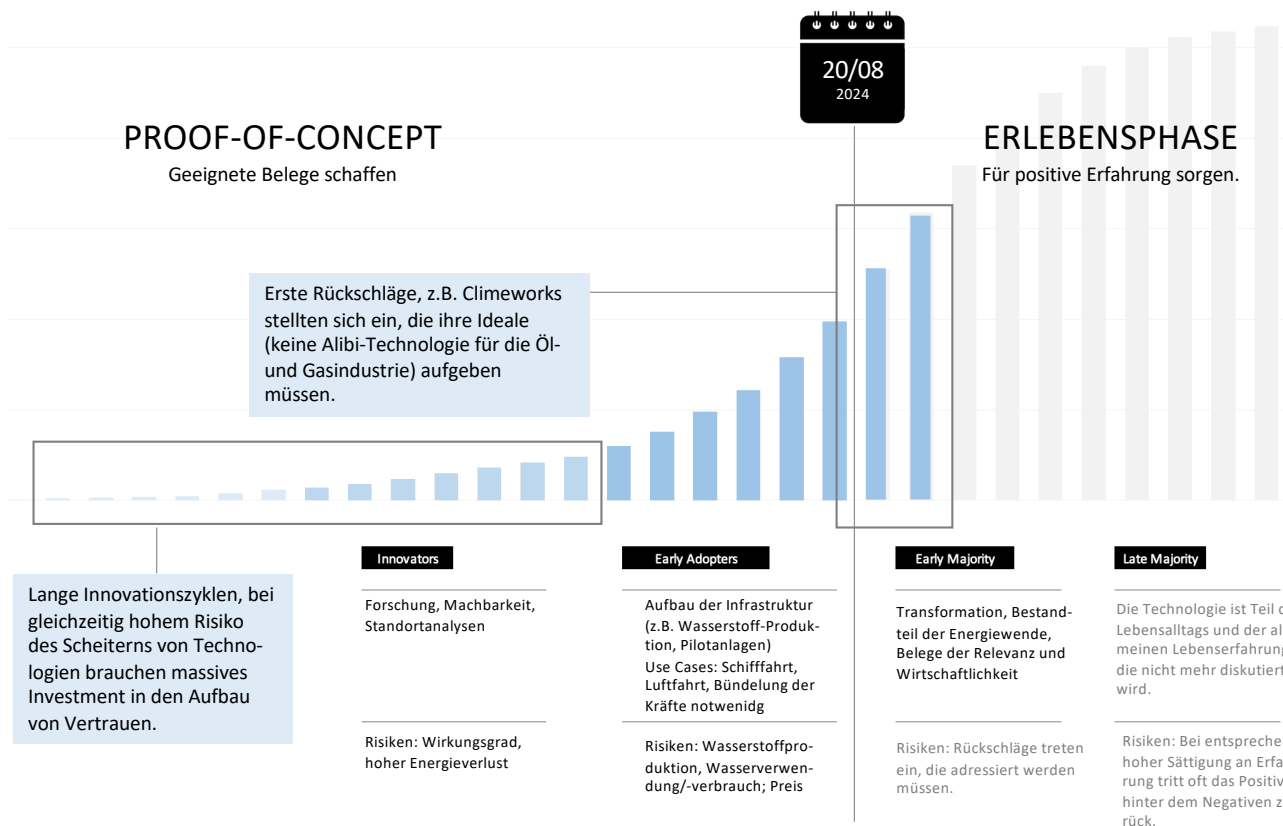 20/08
2024
PROOF-OF-CONCEPT
Geeignete Belege schaffen
ERLEBENSPHASE
Für positive Erfahrung sorgen.
Erste Rückschläge, z.B. Climeworks
stellten sich ein, die ihre Ideale
(keine Alibi-Technologie für die Öl-
und Gasindustrie) aufgeben
müssen.
Lange Innovationszyklen, bei
gleichzeitig hohem Risiko
des Scheiterns von Techno-
logien brauchen massives
Investment in den Aufbau
von Vertrauen.
Innovators
Forschung, Machbarkeit,
Standortanalysen
Risiken: Wirkungsgrad,
hoher Energieverlust
Early Adopters
Aufbau der Infrastruktur
(z.B. Wasserstoff-Produk-
tion, Pilotanlagen)
Use Cases: Schifffahrt,
Luftfahrt, Bündelung der
Kräfte notwenidg
Risiken: Wasserstoffpro-
duktion, Wasserverwen-
dung/-verbrauch; Preis
Early Majority
Transformation, Bestand-
teil der Energiewende,
Belege der Relevanz und
Wirtschaftlichkeit
Risiken: Rückschläge treten
ein, die adressiert werden
müssen.
Late Majority
Die Technologie ist Teil
Lebensalltags und der
meinen Lebenserfahrung
die nicht mehr diskutiert
wird.
Risiken: Bei
hoher Sättigung an
rung tritt oft das
hinter dem Negativen
rück.